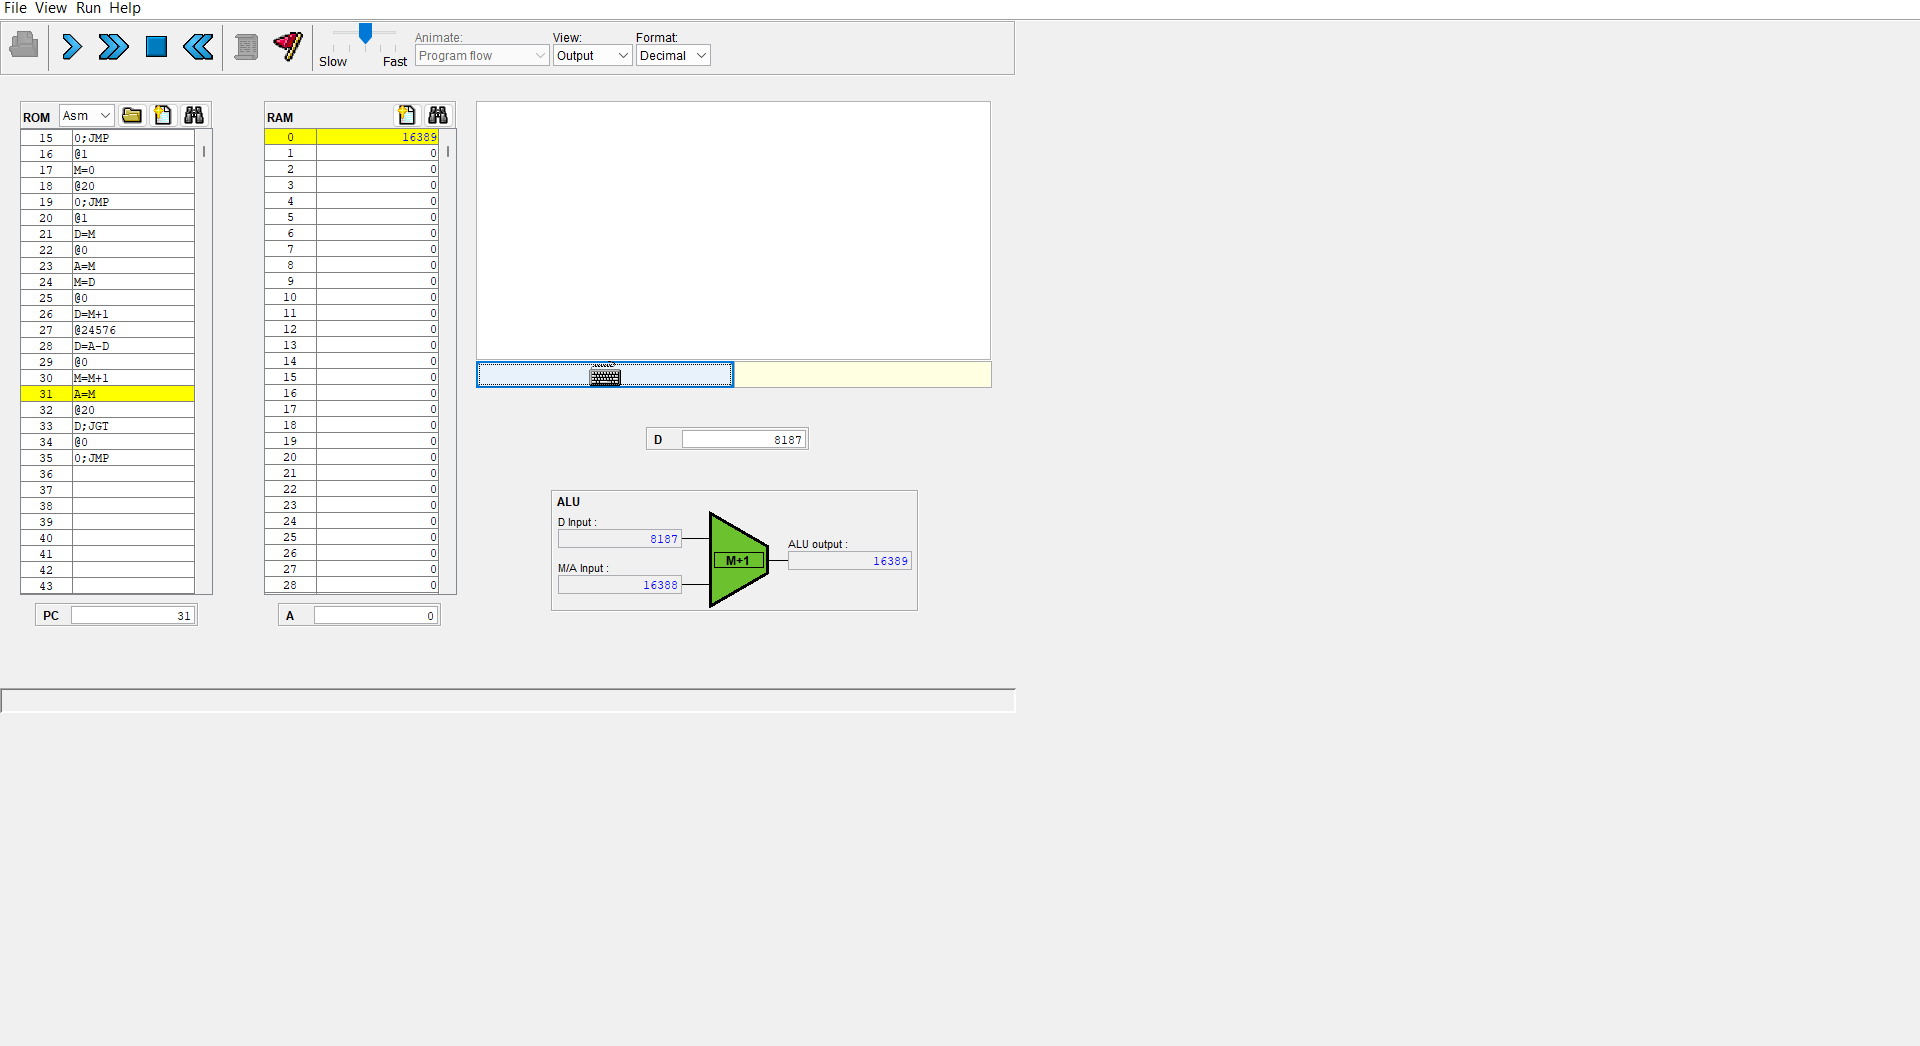 File View Run Help
Slow Fast
Animate:
Program flow
View:
Output
Format:
Decimal
ROM Asm
15 0;JMP
16 @1
17 M=0
18 @20
19 0;JMP
20 @1
21 D=M
22 @0
23 A=M
24 M=D
25 @0
26 D=M+1
27 @24576
28 D=A-D
29 @0
30 M=M+1
31 A=M
32 @20
33 D;JGT
34 @0
35 0;JMP
36
37
38
39
40
41
42
43
PC 31
RAM
0 16389
1 0
2 0
3 0
4 0
5 0
6 0
7 0
8 0
9 0
10 0
11 0
12 0
13 0
14 0
15 0
16 0
17 0
18 0
19 0
20 0
21 0
22 0
23 0
24 0
25 0
26 0
27 0
28 0
A 0
D 8187
ALU
D Input :
8187
M/A Input :
16388
M+1
ALU output :
16389